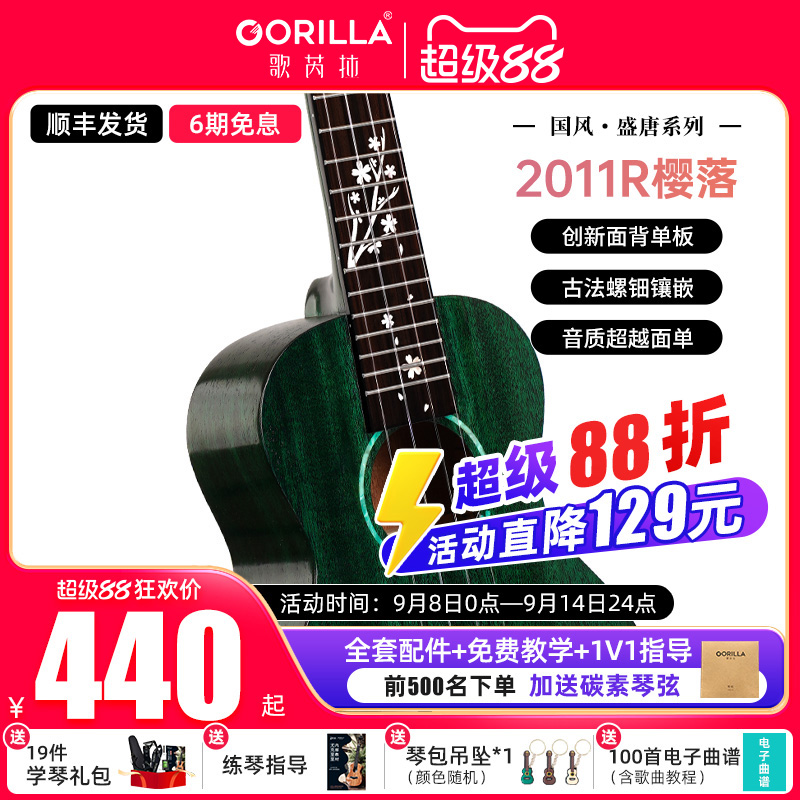 GORILLA®
歌芮拉
超级88
顺丰发货
6期免息
国风·盛唐系列
2011R樱落
创新面背单板
古法螺钿镶嵌
音质超越面单
超级88折
活动直降129元
超级88狂欢价
¥440起
活动时间：9月8日0点—9月14日24点
全套配件+免费教学+1V1指导
前500名下单 加送碳素琴弦
GORILLA
送
19件
学琴礼包
送
练琴指导
送
琴包吊坠*1
（颜色随机）
送
100首电子曲谱
（含歌曲教程）
电子曲谱